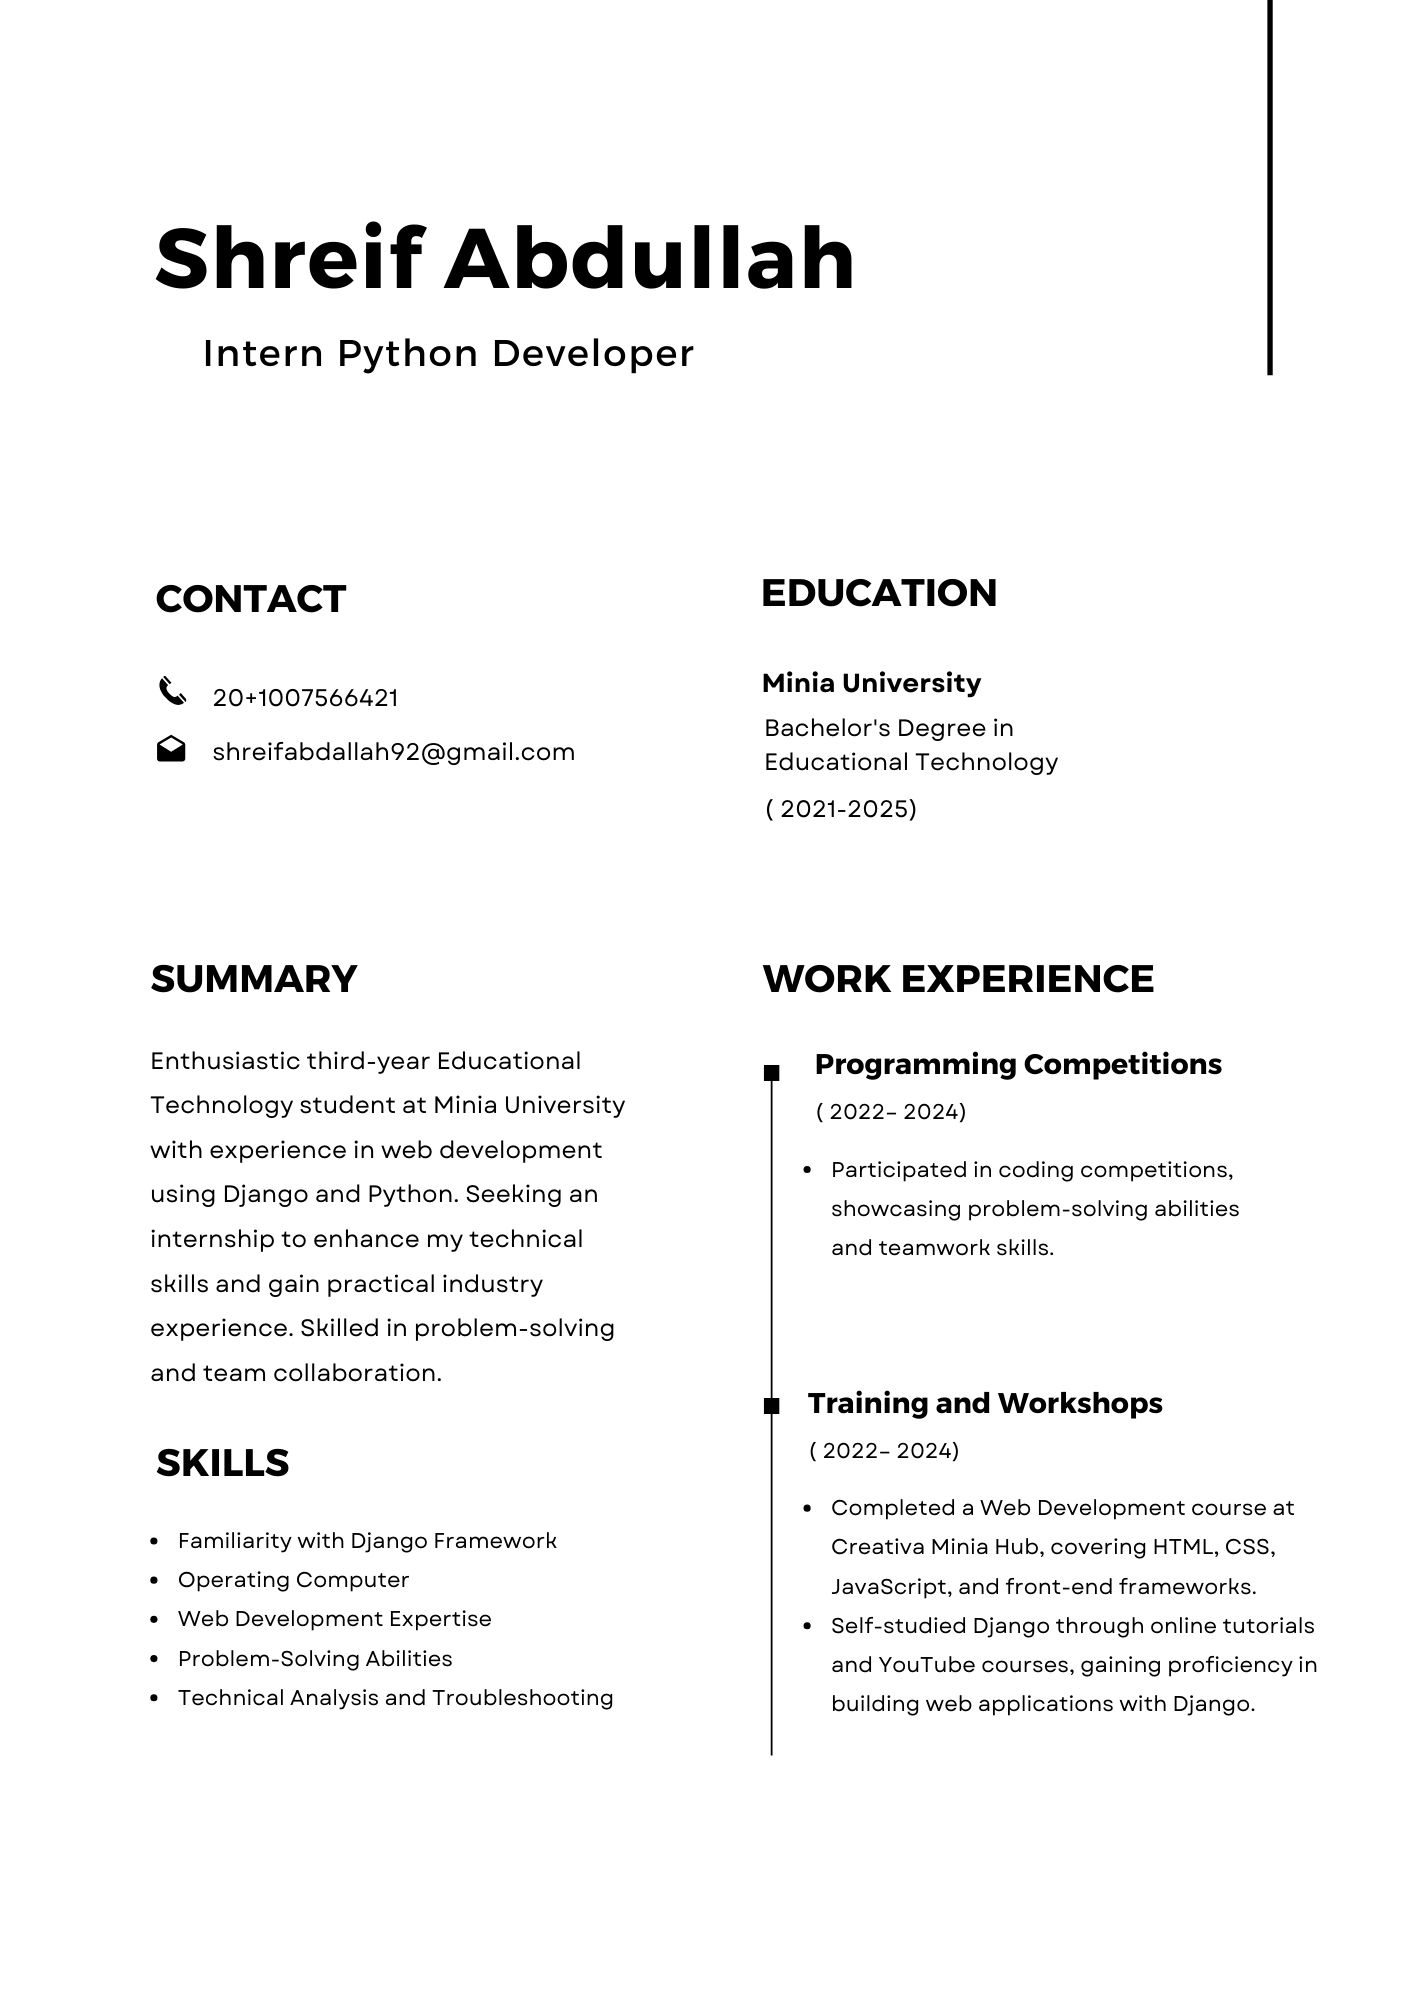 Shreif Abdullah
Intern Python Developer
CONTACT
20+1007566421
shreifabdallah92@gmail.com
EDUCATION
Minia University
Bachelor's Degree in
Educational Technology
( 2021-2025)
SUMMARY
Enthusiastic third-year Educational
Technology student at Minia University
with experience in web development
using Django and Python. Seeking an
internship to enhance my technical
skills and gain practical industry
experience. Skilled in problem-solving
and team collaboration.
SKILLS
• Familiarity with Django Framework
• Operating Computer
• Web Development Expertise
• Problem-Solving Abilities
• Technical Analysis and Troubleshooting
WORK EXPERIENCE
Programming Competitions
( 2022– 2024)
• Participated in coding competitions,
showcasing problem-solving abilities
and teamwork skills.
Training and Workshops
( 2022– 2024)
• Completed a Web Development course at
Creativa Minia Hub, covering HTML, CSS,
JavaScript, and front-end frameworks.
• Self-studied Django through online tutorials
and YouTube courses, gaining proficiency in
building web applications with Django.